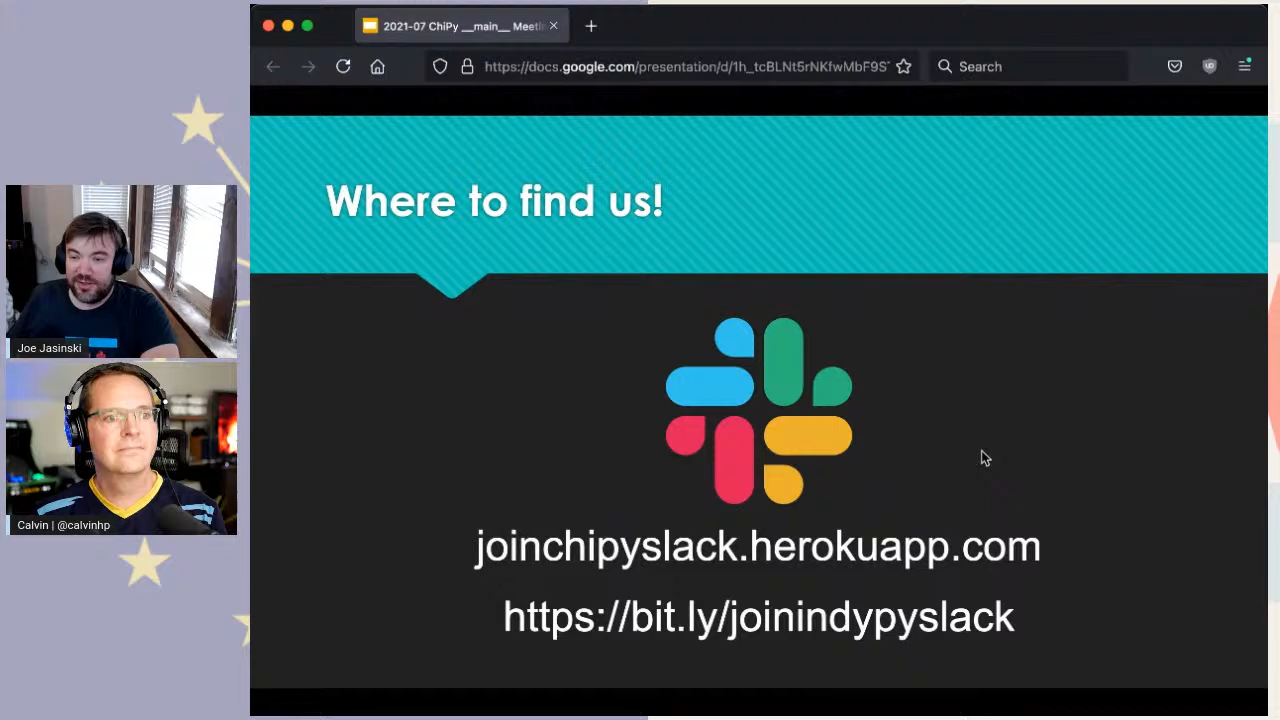 2021-07 ChiPy __main__ Meetin
https://docs.google.com/presentation/d/1h_tcBLNt5rNKfwMbF9S
Search
Where to find us!
Joe Jasinski
Calvin | @calvinhp
joinchipyslack.herokuapp.com
https://bit.ly/joinindypyslack